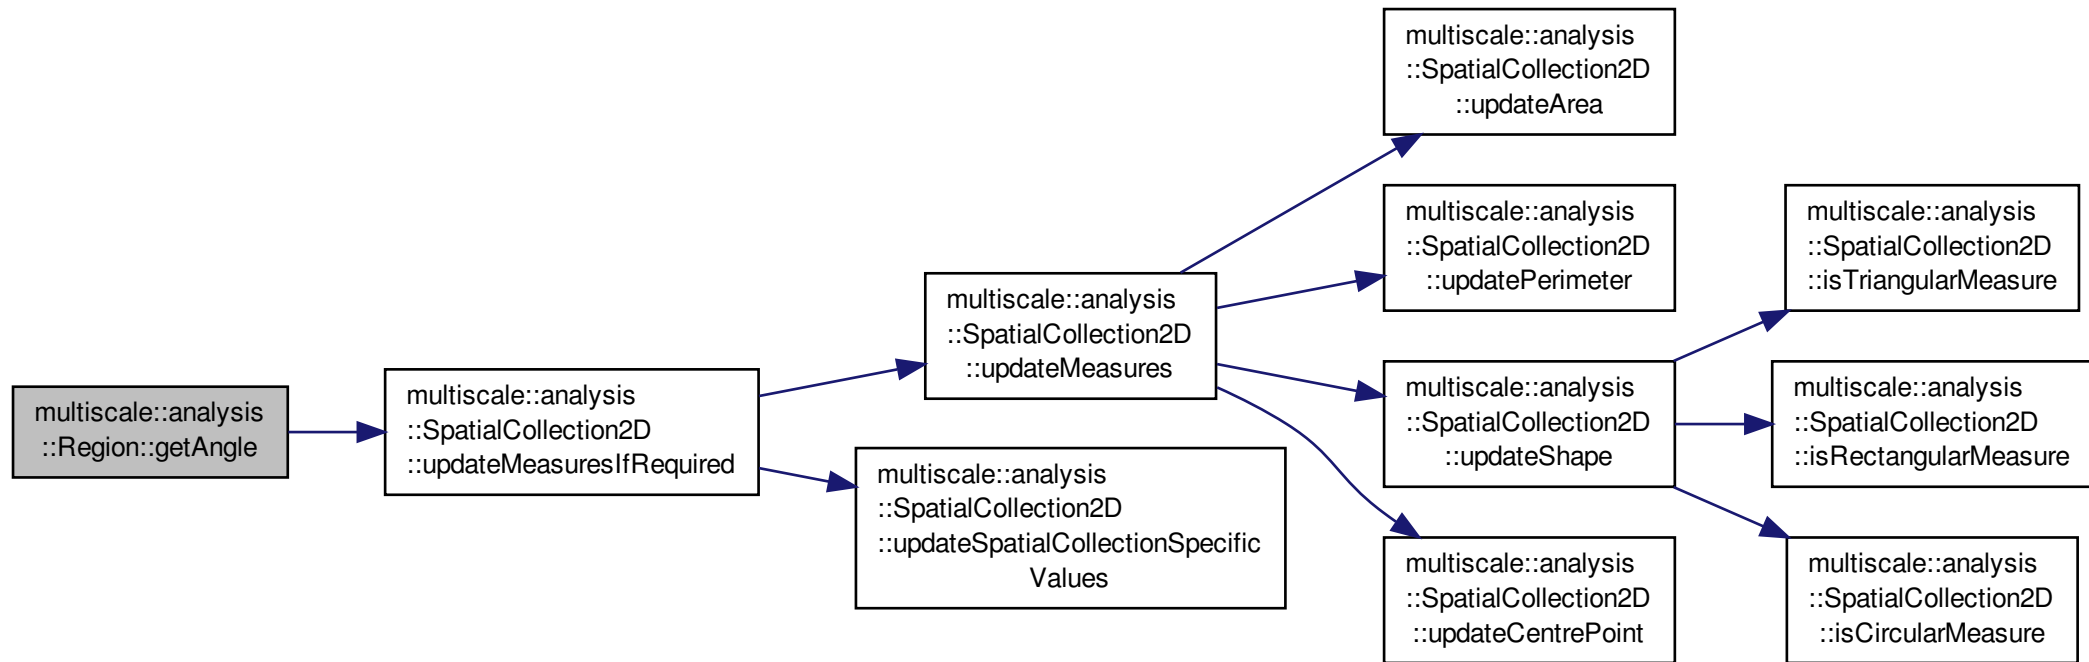 multiscale::analysis
::Region::getAngle
multiscale::analysis
::SpatialCollection2D
::updateMeasuresIfRequired
multiscale::analysis
::SpatialCollection2D
::updateMeasures
multiscale::analysis
::SpatialCollection2D
::updateSpatialCollectionSpecific
Values
multiscale::analysis
::SpatialCollection2D
::updateArea
multiscale::analysis
::SpatialCollection2D
::updatePerimeter
multiscale::analysis
::SpatialCollection2D
::updateShape
multiscale::analysis
::SpatialCollection2D
::updateCentrePoint
multiscale::analysis
::SpatialCollection2D
::isTriangularMeasure
multiscale::analysis
::SpatialCollection2D
::isRectangularMeasure
multiscale::analysis
::SpatialCollection2D
::isCircularMeasure